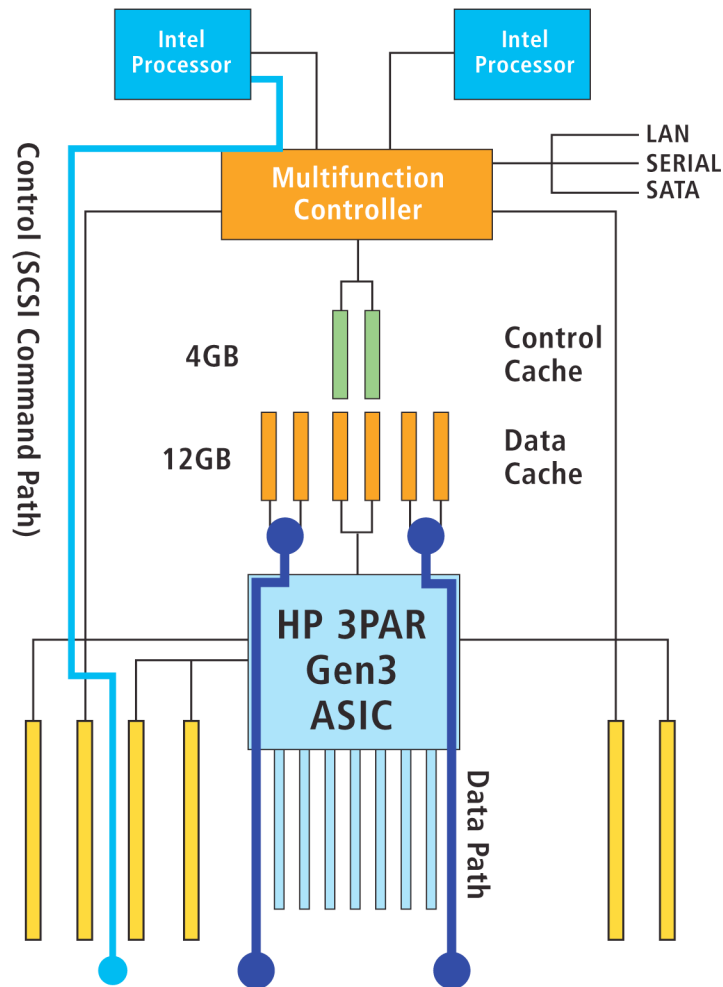 Intel
Processor
Intel
Processor
LAN
SERIAL
SATA
Multifunction
Controller
Control (SCSI Command Path)
4GB
Control
Cache
12GB
Data
Cache
HP 3PAR
Gen3
ASIC
Data Path